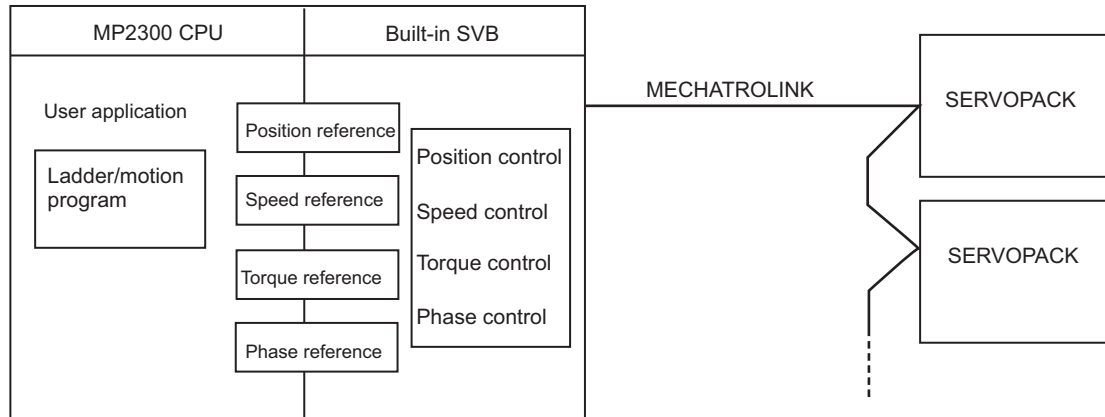 MP2300 CPU
Built-in SVB
User application
Ladder/motion
program
Position reference
Speed reference
Torque reference
Phase reference
Position control
Speed control
Torque control
Phase control
MECHATROLINK
SERVOPACK
SERVOPACK